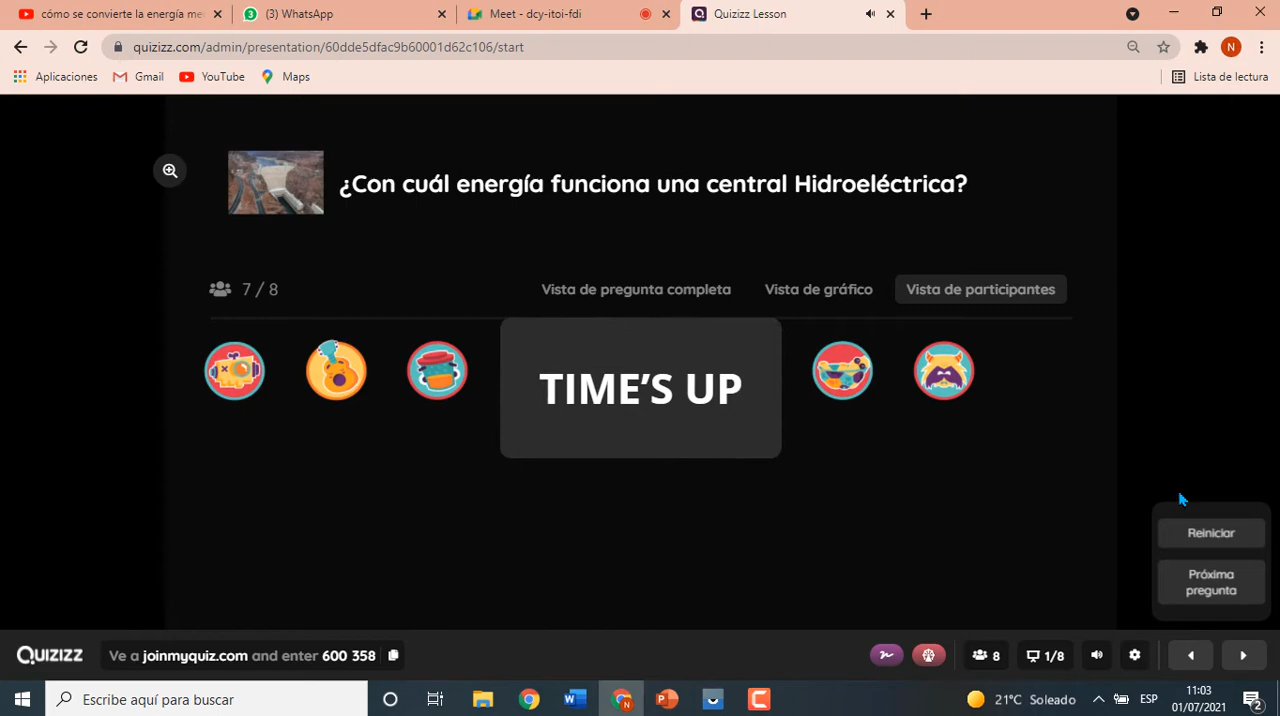 cómo se convierte la energía me
(3) WhatsApp
Meet - dcy-itoi-fdi
Quizizz Lesson
quizizz.com/admin/presentation/60dde5dfac9b60001d62c106/start
N
Aplicaciones
Gmail
YouTube
Maps
Lista de lectura
¿Con cuál energía funciona una central Hidroeléctrica?
7 / 8
Vista de pregunta completa
Vista de gráfico
Vista de participantes
TIME'S UP
Reiniciar
Próxima
pregunta
QUIZIZZ
Ve a joinmyquiz.com and enter 600 358
8
1/8
Escribe aquí para buscar
21°C Soleado
ESP
11:03
01/07/2021
2